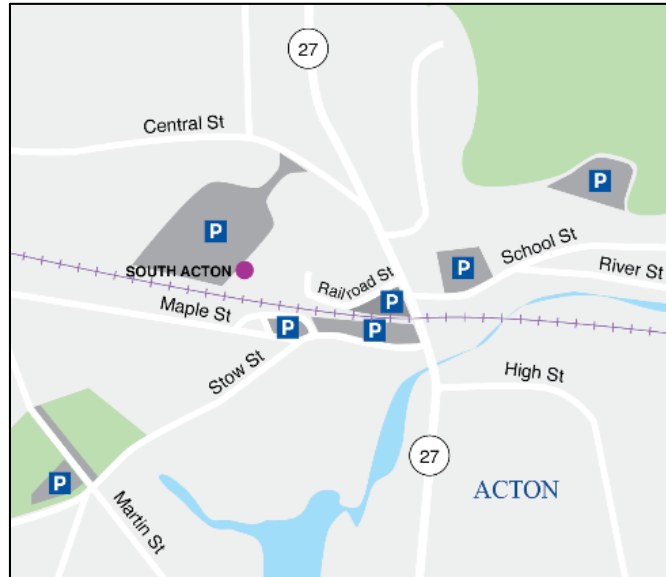 27
Central St
P
P
School St
P
SOUTH ACTON
River St
Railroad St
P
Maple St
P
P
Stow St
High St
27
P
ACTON
Martin St